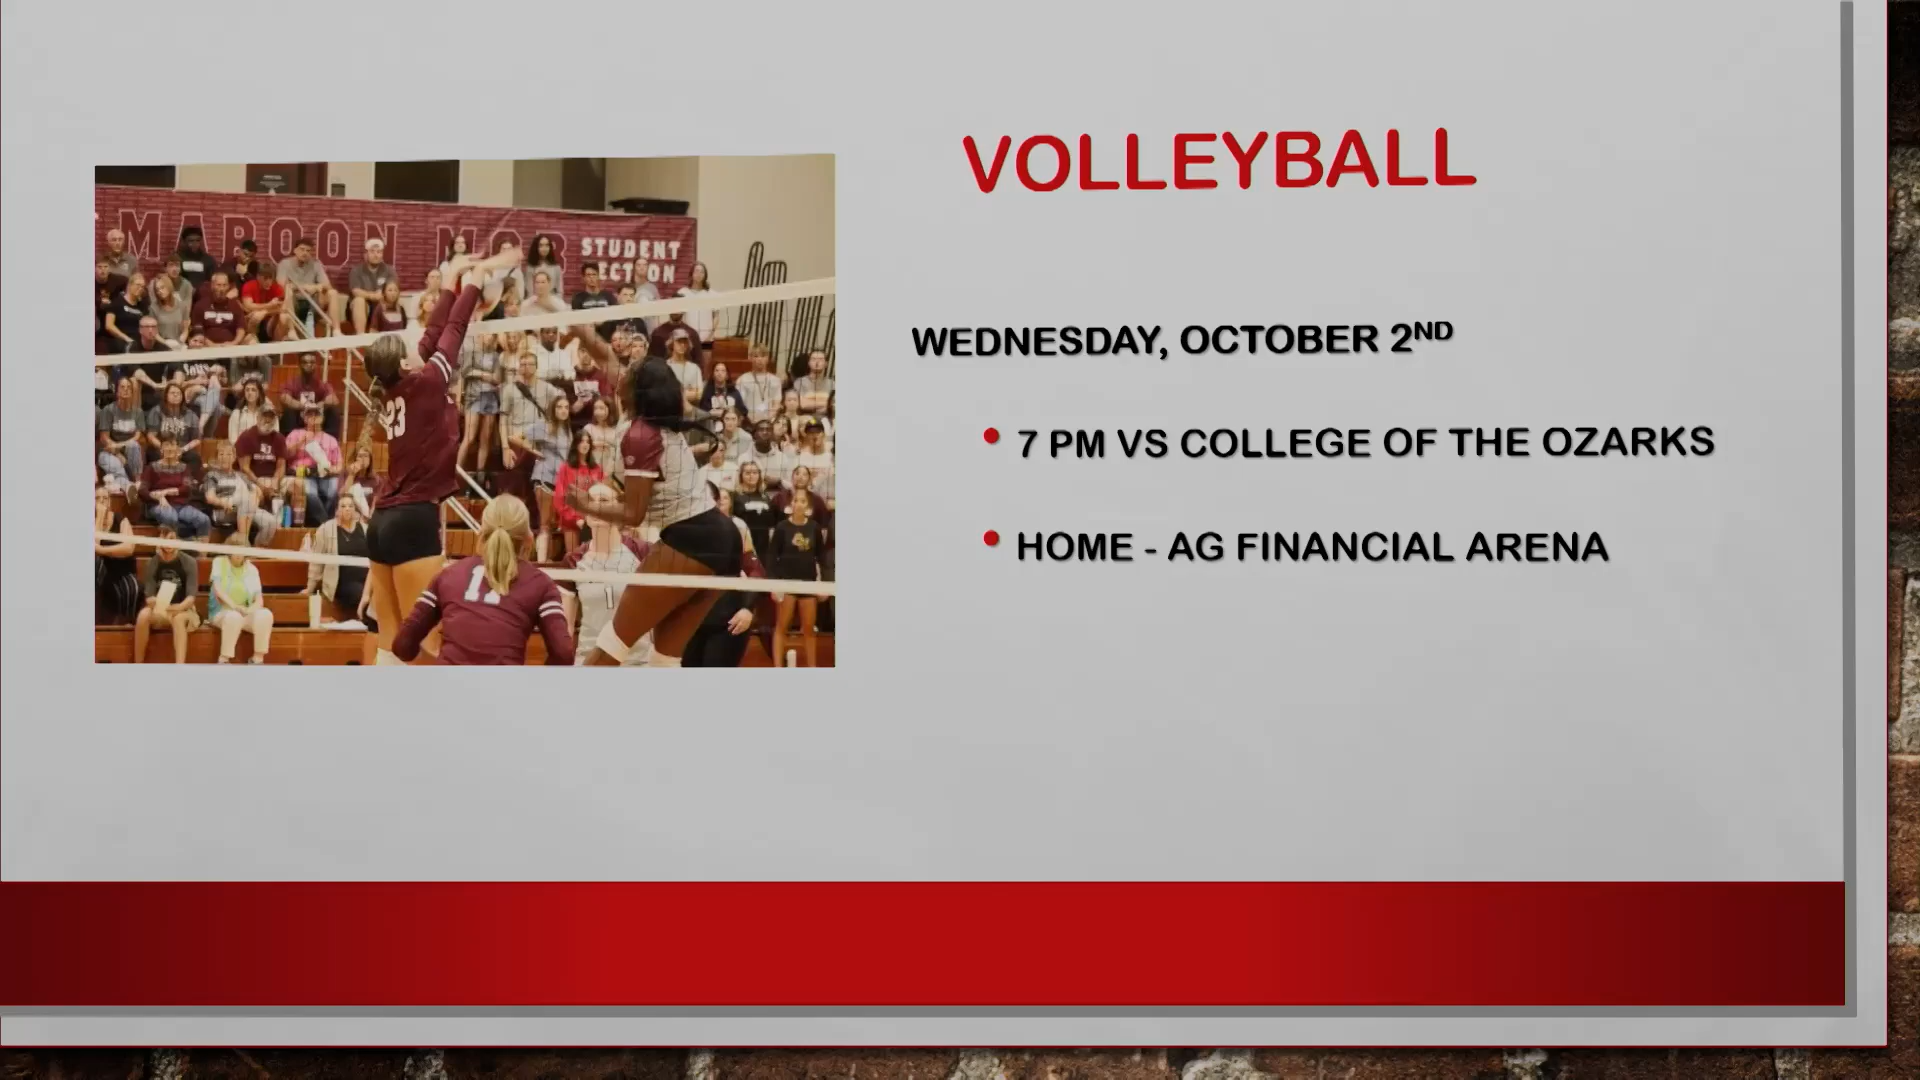 MAROON MOB
STUDENT
SECTION
23
VOLLEYBALL
WEDNESDAY, OCTOBER 2ND
• 7 PM VS COLLEGE OF THE OZARKS
• HOME - AG FINANCIAL ARENA